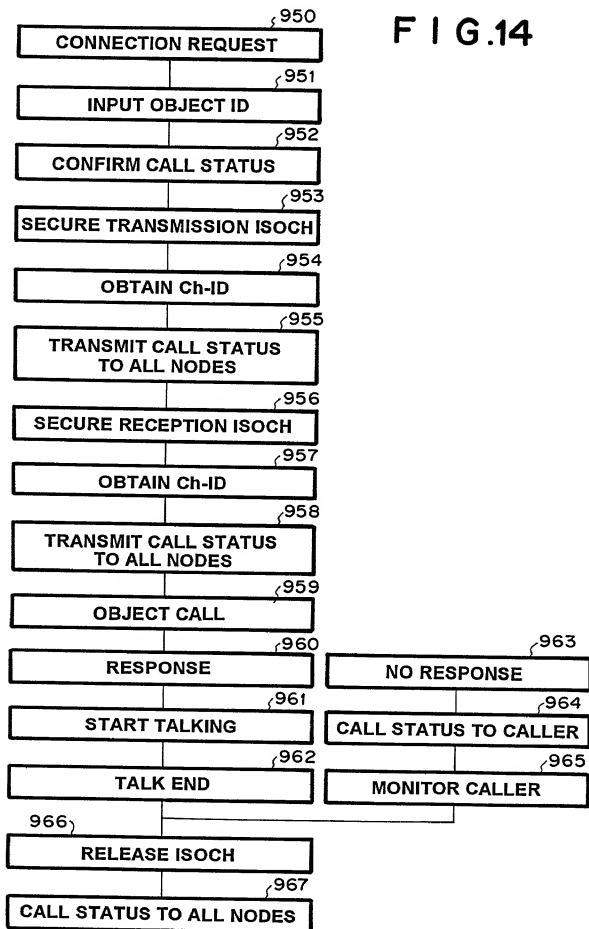 F I G.14
950
CONNECTION REQUEST
951
INPUT OBJECT ID
952
CONFIRM CALL STATUS
953
SECURE TRANSMISSION ISOCH
954
OBTAIN Ch-ID
955
TRANSMIT CALL STATUS
TO ALL NODES
956
SECURE RECEPTION ISOCH
957
OBTAIN Ch-ID
958
TRANSMIT CALL STATUS
TO ALL NODES
959
OBJECT CALL
960
RESPONSE
961
START TALKING
962
TALK END
963
NO RESPONSE
964
CALL STATUS TO CALLER
965
MONITOR CALLER
966
RELEASE ISOCH
967
CALL STATUS TO ALL NODES